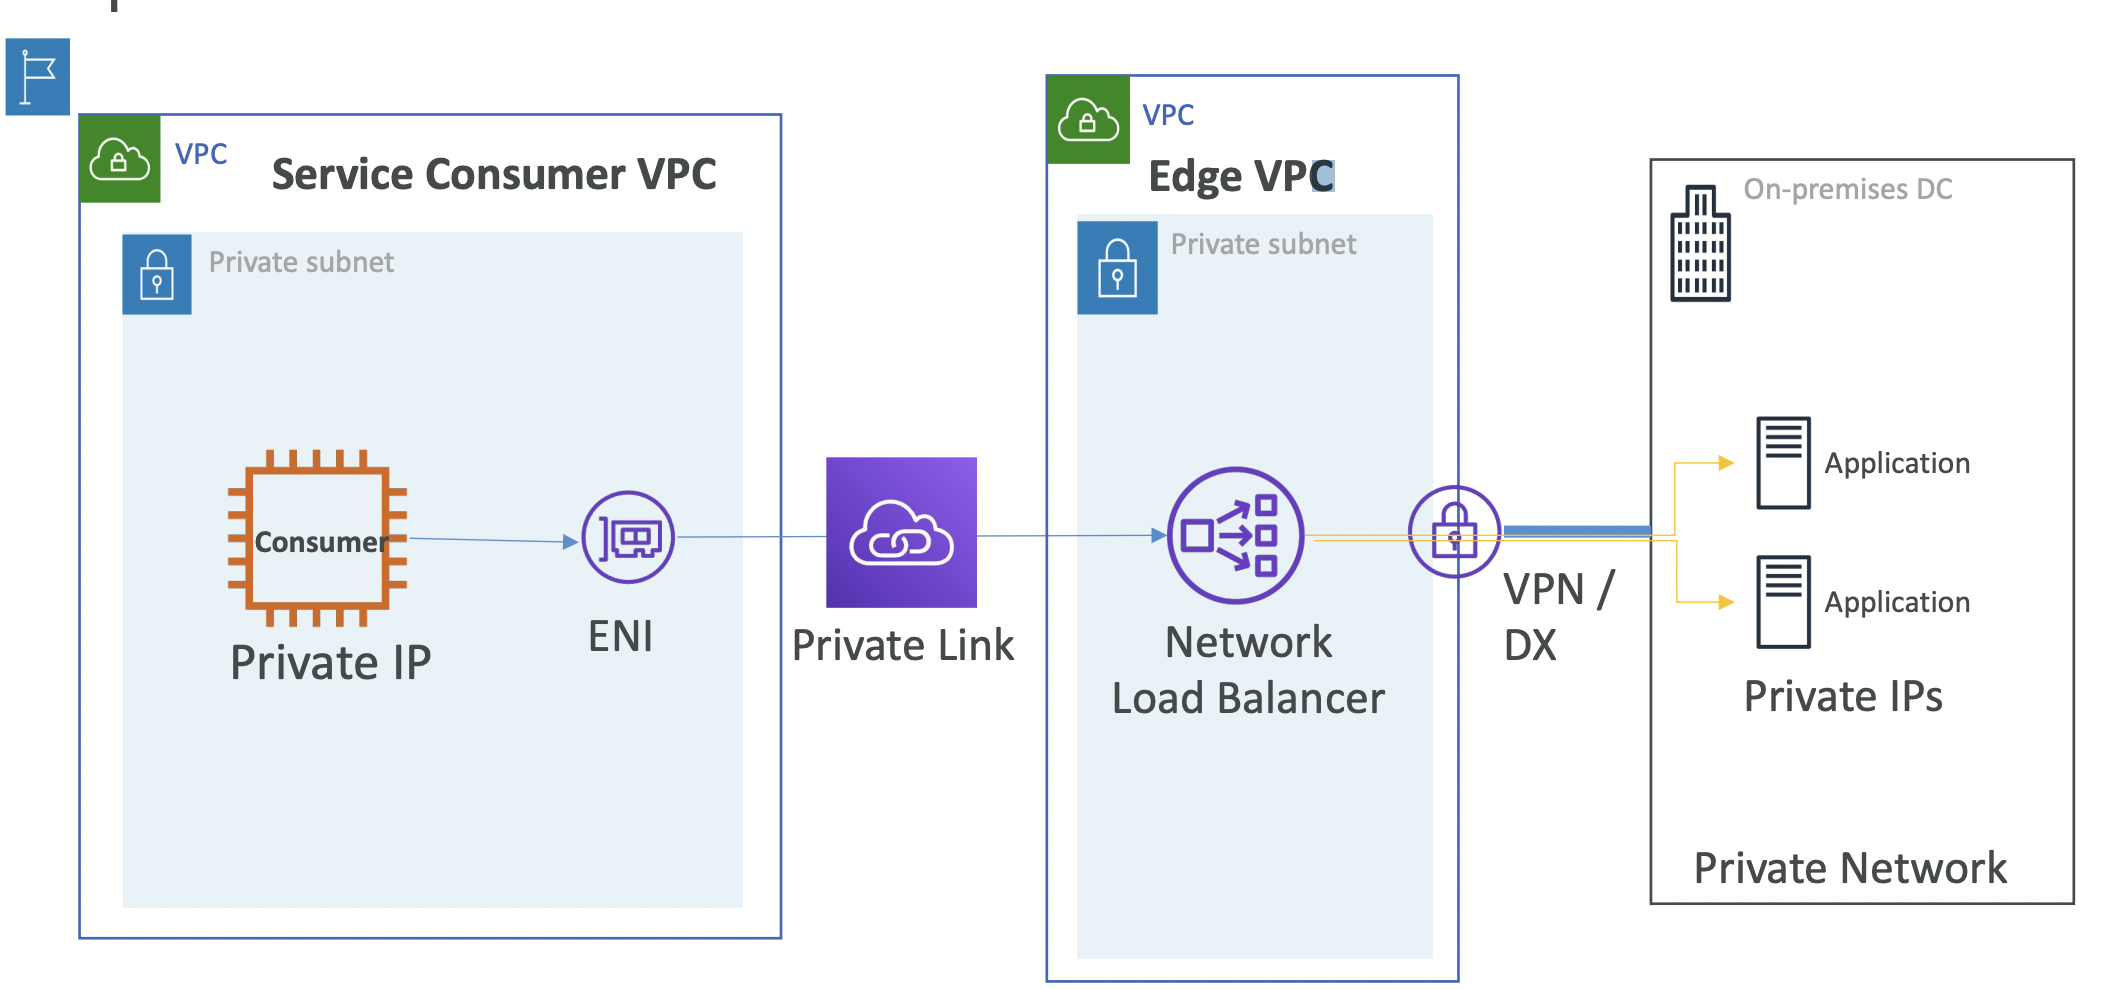 VPC
Service Consumer VPC
Private subnet
Consumer
Private IP
ENI
Private Link
VPC
Edge VPC
Private subnet
Network
Load Balancer
VPN /
DX
On-premises DC
Application
Application
Private IPs
Private Network